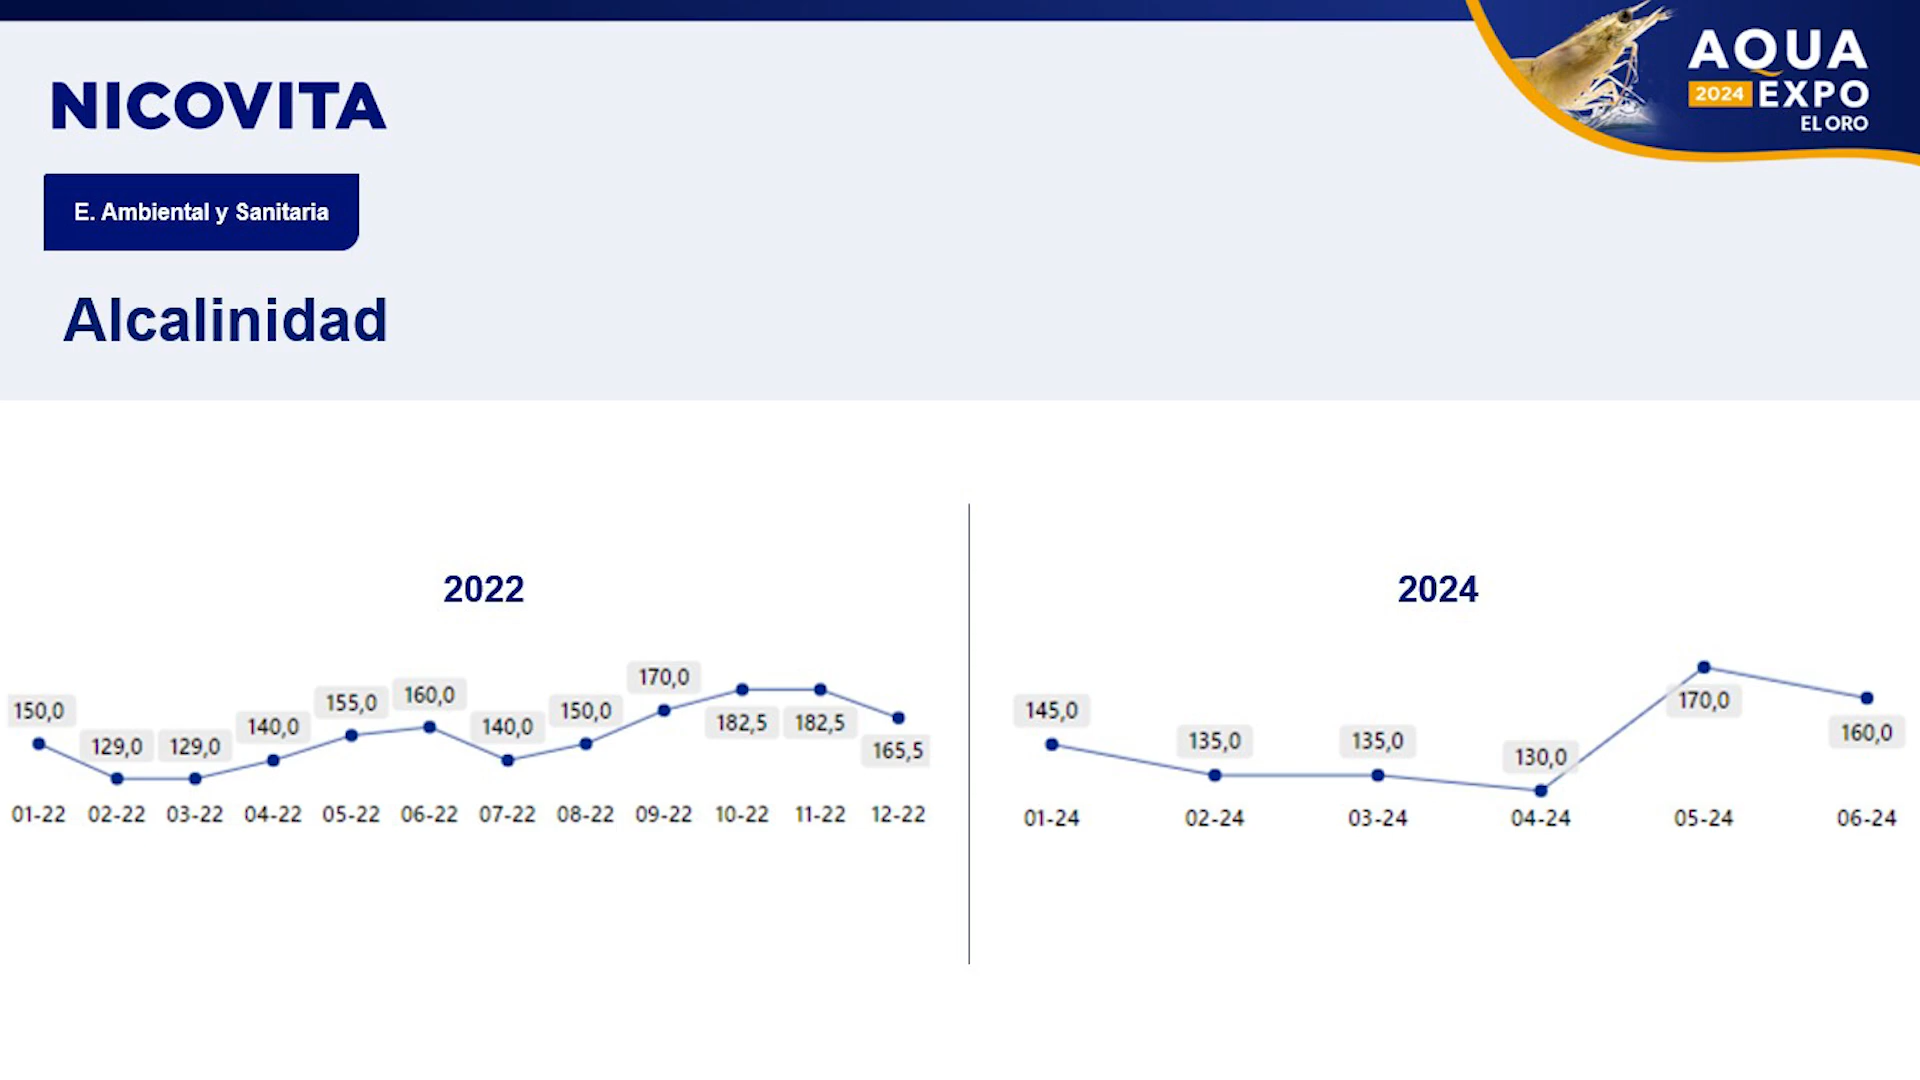 NICOVITA
AQUA
2024 EXPO
EL ORO
E. Ambiental y Sanitaria
Alcalinidad
2022
150,0 129,0 129,0 140,0 155,0 160,0 140,0 150,0 170,0 182,5 182,5 165,5
01-22 02-22 03-22 04-22 05-22 06-22 07-22 08-22 09-22 10-22 11-22 12-22
2024
145,0 135,0 135,0 130,0 170,0 160,0
01-24 02-24 03-24 04-24 05-24 06-24